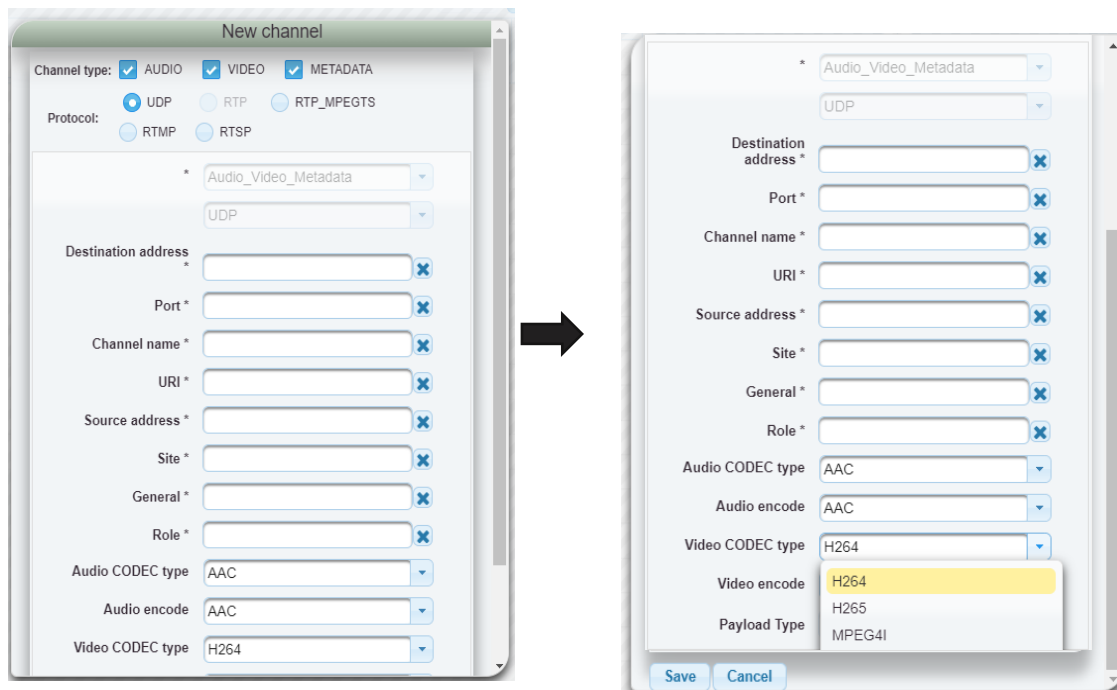 New channel
Channel type: AUDIO VIDEO METADATA
Protocol: UDP RTP RTP_MPEGTS
RTMP RTSP
* Audio_Video_Metadata
UDP
Destination address
*
Port *
Channel name *
URI *
Source address *
Site *
General *
Role *
Audio CODEC type AAC
Audio encode AAC
Video CODEC type H264
* Audio_Video_Metadata
UDP
Destination
address *
Port *
Channel name *
URI *
Source address *
Site *
General *
Role *
Audio CODEC type AAC
Audio encode AAC
Video CODEC type H264
Video encode H264
H265
Payload Type MPEG4I
Save Cancel